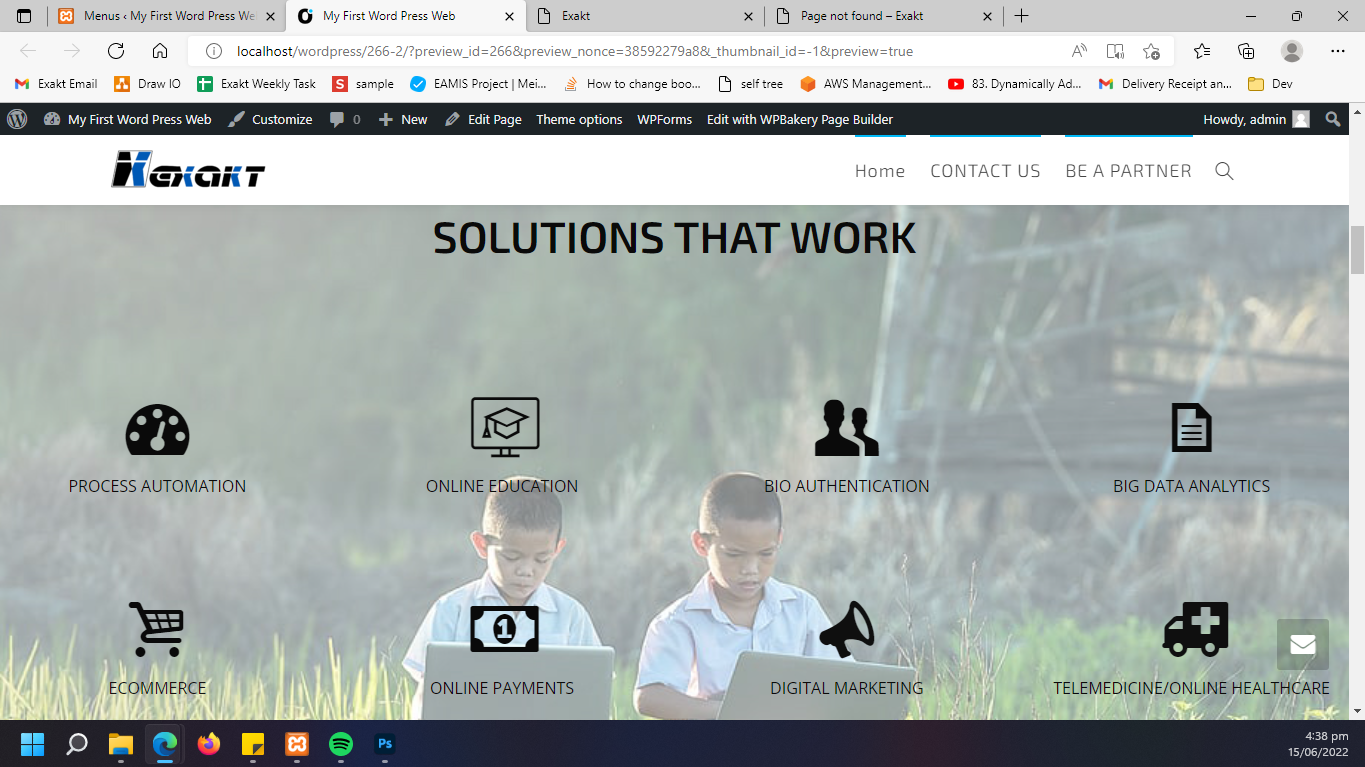 Menus ‹ My First Word Press We
My First Word Press Web
Exakt
Page not found – Exakt
localhost/wordpress/266-2/?preview_id=266&preview_nonce=38592279a8&_thumbnail_id=-1&preview=true
Exakt Email
Draw IO
Exakt Weekly Task
S sample
EAMIS Project | Mei...
How to change boo...
self tree
AWS Management...
83. Dynamically Ad...
Delivery Receipt an...
Dev
My First Word Press Web
Customize
0
New
Edit Page
Theme options
WPForms
Edit with WPBakery Page Builder
Howdy, admin
exakt
Home
CONTACT US
BE A PARTNER
SOLUTIONS THAT WORK
PROCESS AUTOMATION
ONLINE EDUCATION
BIO AUTHENTICATION
BIG DATA ANALYTICS
1
ECOMMERCE
ONLINE PAYMENTS
DIGITAL MARKETING
TELEMEDICINE/ONLINE HEALTHCARE
Ps
4:38 pm
15/06/2022